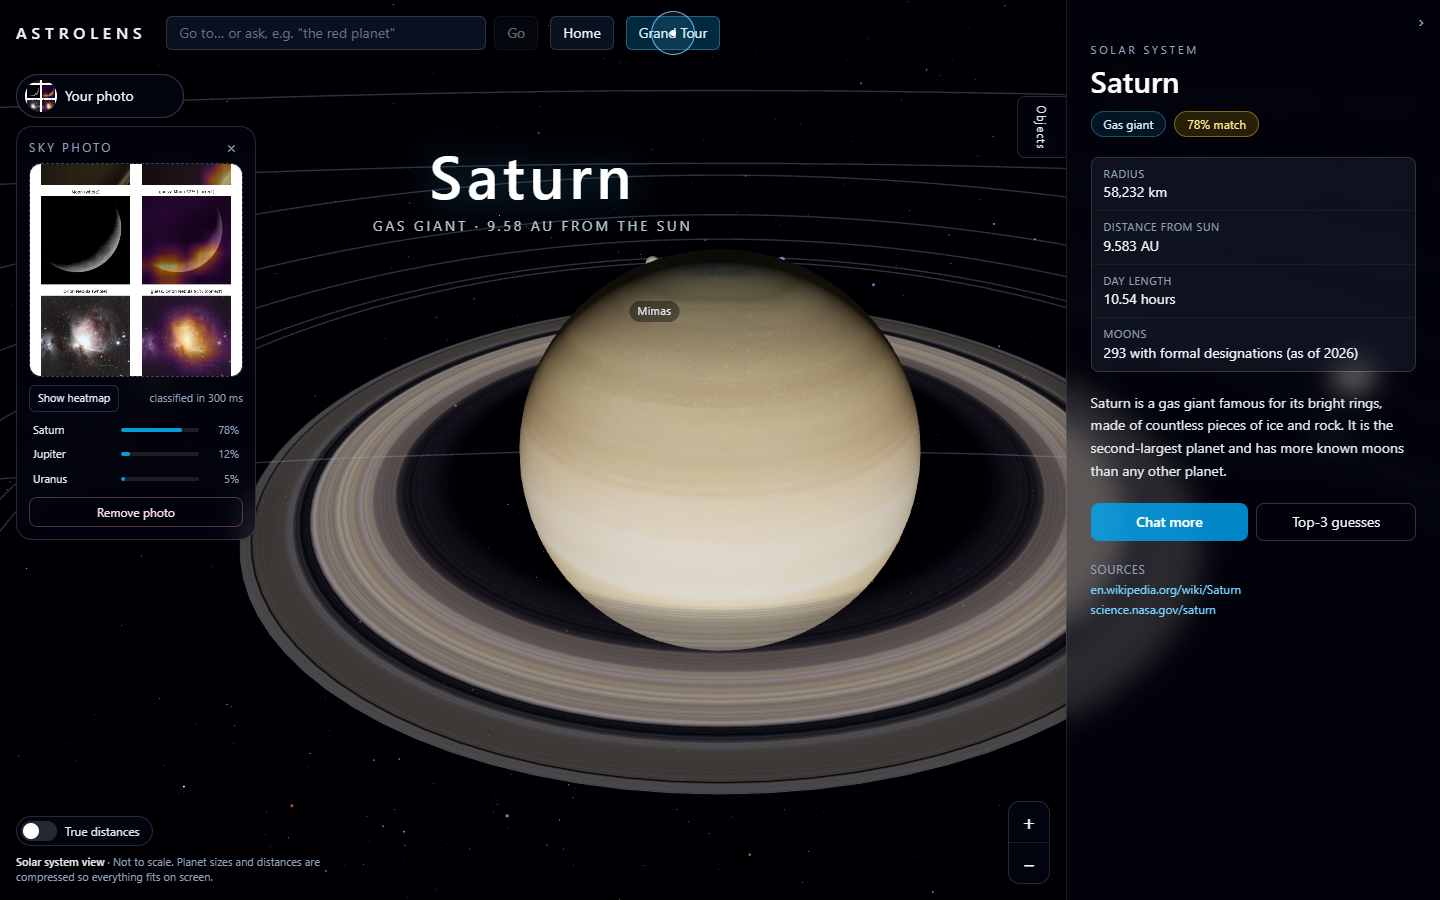 ASTROLENS
Go to... or ask, e.g. "the red planet"
Go
Home
Grand Tour
Your photo
SKY PHOTO
×
Moon (whole)
Orion Nebula (whole)
Show heatmap
classified in 300 ms
Saturn 78%
Jupiter 12%
Uranus 5%
Remove photo
Saturn
GAS GIANT · 9.58 AU FROM THE SUN
Mimas
Objects
True distances
Solar system view · Not to scale. Planet sizes and distances are
compressed so everything fits on screen.
+
−
›
SOLAR SYSTEM
Saturn
Gas giant
78% match
RADIUS
58,232 km
DISTANCE FROM SUN
9.583 AU
DAY LENGTH
10.54 hours
MOONS
293 with formal designations (as of 2026)
Saturn is a gas giant famous for its bright rings,
made of countless pieces of ice and rock. It is the
second-largest planet and has more known moons
than any other planet.
Chat more
Top-3 guesses
SOURCES
en.wikipedia.org/wiki/Saturn
science.nasa.gov/saturn